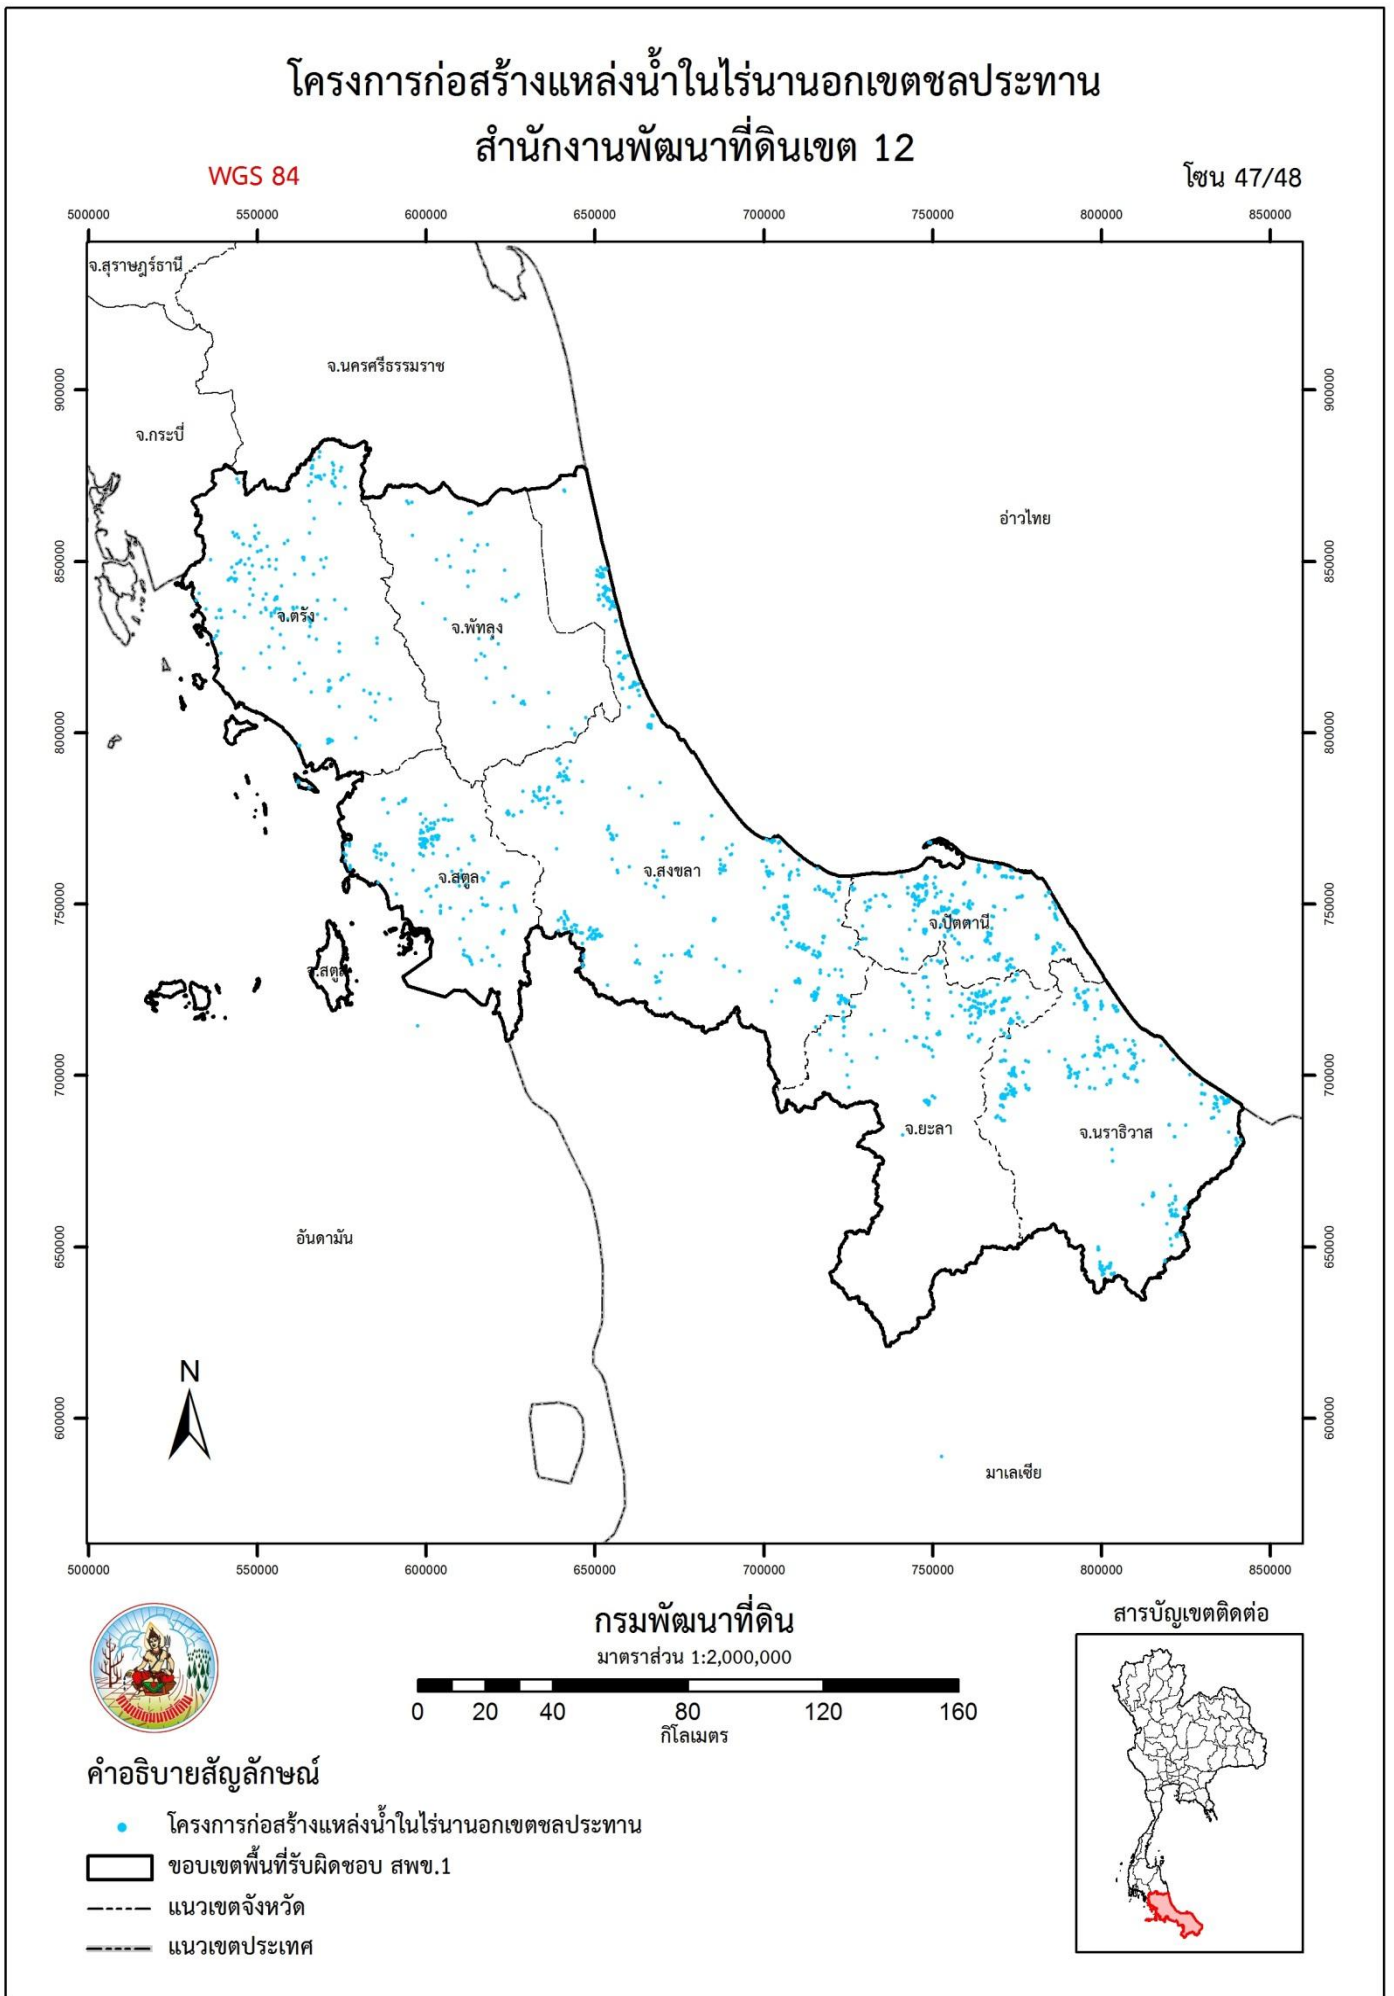 โครงการก่อสร้างแหล่งน้ำในไร่นานอกเขตชลประทาน
สำนักงานพัฒนาที่ดินเขต 12
WGS 84
โซน 47/48
500000 550000 600000 650000 700000 750000 800000 850000
จ.สุราษฎร์ธานี
จ.นครศรีธรรมราช
900000 900000
จ.กระบี่
อ่าวไทย
850000 850000
จ.ตรัง
จ.พัทลุง
800000 800000
จ.สงขลา
จ.สตูล
750000 750000
จ.ปัตตานี
จ.สตูล
700000 700000
จ.ยะลา
จ.นราธิวาส
อันดามัน
650000 650000
N
600000 600000
มาเลเซีย
500000 550000 600000 650000 700000 750000 800000 850000
กรมพัฒนาที่ดิน
มาตราส่วน 1:2,000,000
0 20 40 80 120 160
กิโลเมตร
สารบัญเขตติดต่อ
กรมพัฒนาที่ดิน
คำอธิบายสัญลักษณ์
โครงการก่อสร้างแหล่งน้ำในไร่นานอกเขตชลประทาน
ขอบเขตพื้นที่รับผิดชอบ สพข.1
แนวเขตจังหวัด
แนวเขตประเทศ